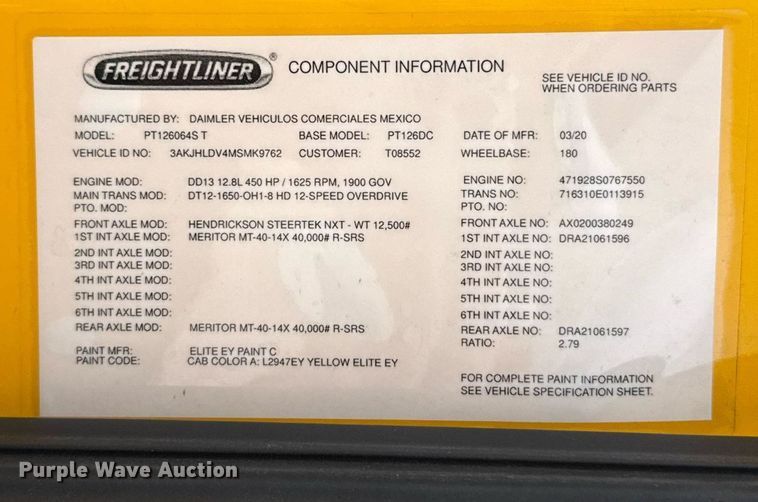 FREIGHTLINER®
COMPONENT INFORMATION
SEE VEHICLE ID NO.
WHEN ORDERING PARTS
MANUFACTURED BY: DAIMLER VEHICULOS COMERCIALES MEXICO
MODEL: PT126064S T BASE MODEL: PT126DC DATE OF MFR: 03/20
VEHICLE ID NO: 3AKJHLDV4MSMK9762 CUSTOMER: T08552 WHEELBASE: 180
ENGINE MOD: DD13 12.8L 450 HP / 1625 RPM, 1900 GOV ENGINE NO: 471928S0767550
MAIN TRANS MOD: DT12-1650-OH1-8 HD 12-SPEED OVERDRIVE TRANS NO: 716310E0113915
PTO. MOD: PTO. NO:
FRONT AXLE MOD: HENDRICKSON STEERTEK NXT - WT 12,500# FRONT AXLE NO: AX0200380249
1ST INT AXLE MOD: MERITOR MT-40-14X 40,000# R-SRS 1ST INT AXLE NO: DRA21061596
2ND INT AXLE MOD: 2ND INT AXLE NO:
3RD INT AXLE MOD: 3RD INT AXLE NO:
4TH INT AXLE MOD: 4TH INT AXLE NO:
5TH INT AXLE MOD: 5TH INT AXLE NO:
6TH INT AXLE MOD: 6TH INT AXLE NO:
REAR AXLE MOD: MERITOR MT-40-14X 40,000# R-SRS REAR AXLE NO: DRA21061597
RATIO: 2.79
PAINT MFR: ELITE EY PAINT C
PAINT CODE: CAB COLOR A: L2947EY YELLOW ELITE EY
FOR COMPLETE PAINT INFORMATION
SEE VEHICLE SPECIFICATION SHEET.
Purple Wave Auction